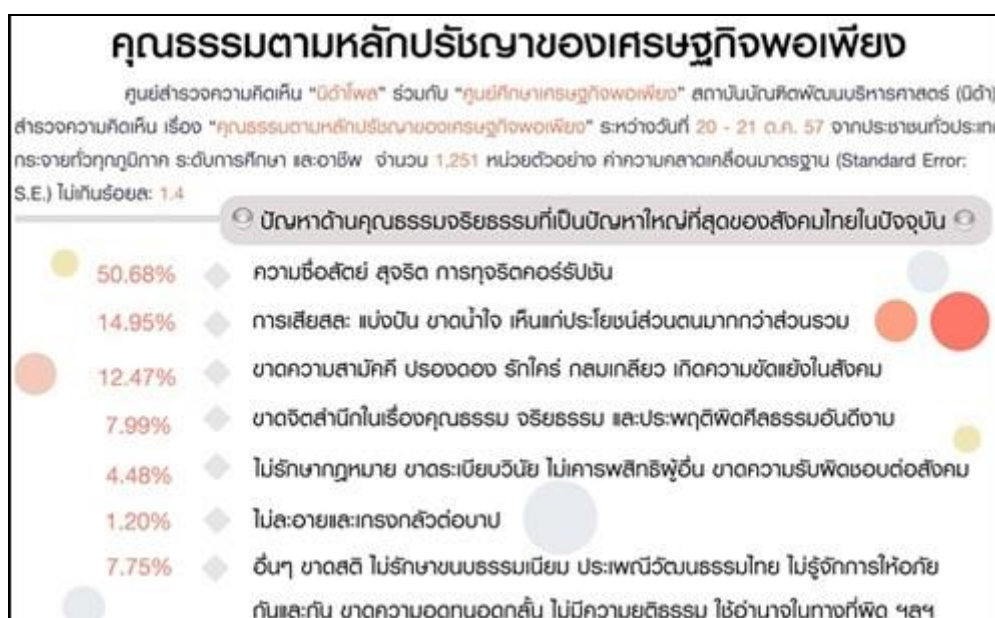 คุณธรรมตามหลักปรัชญาของเศรษฐกิจพอเพียง
ศูนย์สำรวจความคิดเห็น "นิด้าโพล" ร่วมกับ "ศูนย์ศึกษาเศรษฐกิจพอเพียง" สถาบันบัณฑิตพัฒนบริหารศาสตร์ (นิด้า)
สำรวจความคิดเห็น เรื่อง "คุณธรรมตามหลักปรัชญาของเศรษฐกิจพอเพียง" ระหว่างวันที่ 20 - 21 ต.ค. 57 จากประชาชนทั่วประเทศ
กระจายทั่วทุกภูมิภาค ระดับการศึกษา และอาชีพ จำนวน 1,251 หน่วยตัวอย่าง ค่าความคลาดเคลื่อนมาตรฐาน (Standard Error:
S.E.) ไม่เกินร้อยละ 1.4
ปัญหาด้านคุณธรรมจริยธรรมที่เป็นปัญหาใหญ่ที่สุดของสังคมไทยในปัจจุบัน
50.68% ความซื่อสัตย์ สุจริต การทุจริตคอร์รัปชัน
14.95% การเสียสละ แบ่งปัน ขาดน้ำใจ เห็นแก่ประโยชน์ส่วนตนมากกว่าส่วนรวม
12.47% ขาดความสามัคคี ปรองดอง รักใคร่ กลมเกลียว เกิดความขัดแย้งในสังคม
7.99% ขาดจิตสำนึกในเรื่องคุณธรรม จริยธรรม และประพฤติผิดศีลธรรมอันดีงาม
4.48% ไม่รักษากฎหมาย ขาดระเบียบวินัย ไม่เคารพสิทธิผู้อื่น ขาดความรับผิดชอบต่อสังคม
1.20% ไม่ละอายและเกรงกลัวต่อบาป
7.75% อื่นๆ ขาดสติ ไม่รักษาขนบธรรมเนียม ประเพณีวัฒนธรรมไทย ไม่รู้จักการให้อภัย
กันและกัน ขาดความอดทนอดกลั้น ไม่มีความยุติธรรม ใช้อำนาจในทางที่ผิด ฯลฯ